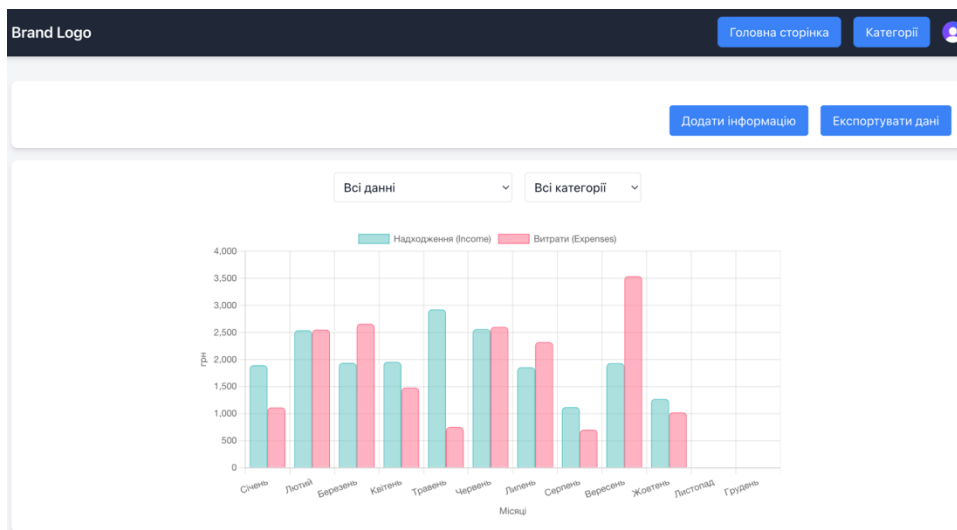 Brand Logo
Головна сторінка
Категорії
Додати інформацію
Експортувати дані
Всі данні
Всі категорії
Надходження (Income)
Витрати (Expenses)
4,000
3,500
3,000
2,500
2,000
1,500
1,000
500
0
грн
Січень
Лютий
Березень
Квітень
Травень
Червень
Липень
Серпень
Вересень
Жовтень
Листопад
Грудень
Місяці